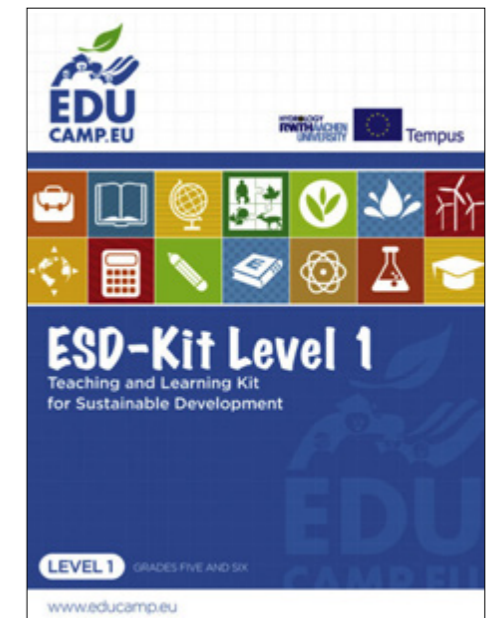 EDU
CAMP.EU
HYDROLOGY
RWTH AACHEN
UNIVERSITY
Tempus
ESD-Kit Level 1
Teaching and Learning Kit
for Sustainable Development
EDU
CAMP.EU
LEVEL 1 GRADES FIVE AND SIX
www.educamp.eu